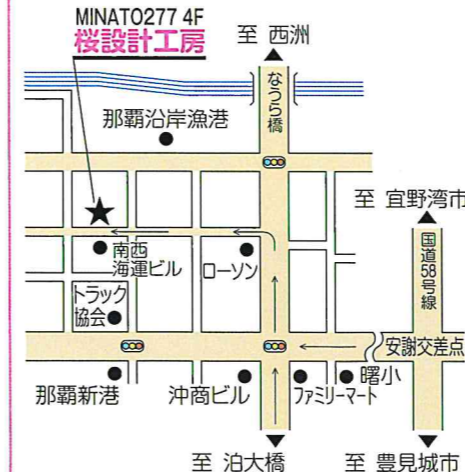 MINATO277 4F
桜設計工房
至 西洲
なうら橋
那覇沿岸漁港
至 宜野湾市
国道58号線
南西
海運ビル
ローソン
トラック
協会
安謝交差点
那覇新港
沖商ビル
ファミリーマート
曙小
至 泊大橋
至 豊見城市